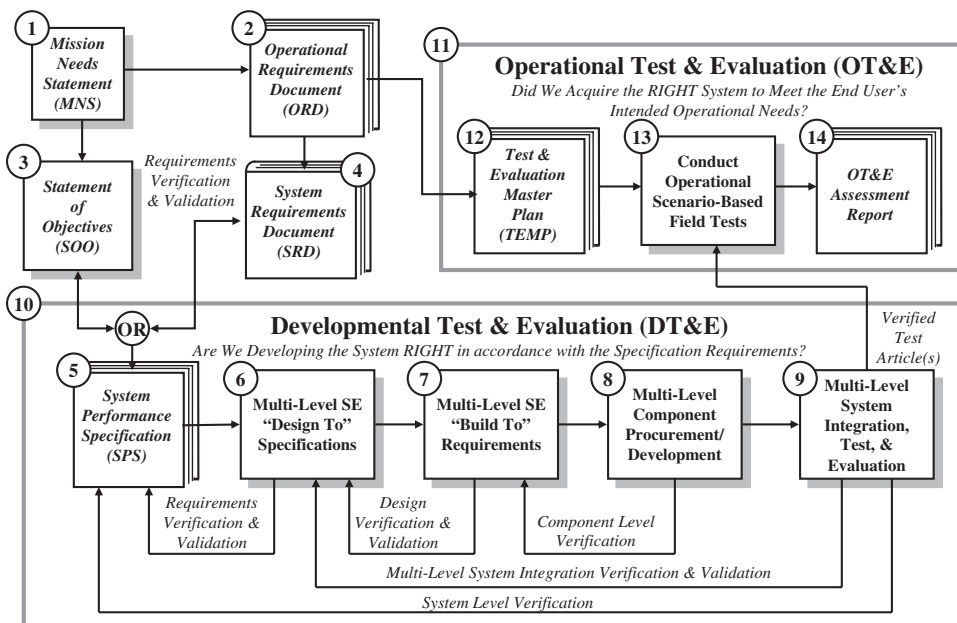 1
Mission
Needs
Statement
(MNS)
2
Operational
Requirements
Document
(ORD)
3
Statement
of
Objectives
(SOO)
Requirements
Verification
& Validation
4
System
Requirements
Document
(SRD)
11
Operational Test & Evaluation (OT&E)
Did We Acquire the RIGHT System to Meet the End User's
Intended Operational Needs?
12
Test &
Evaluation
Master
Plan
(TEMP)
13
Conduct
Operational
Scenario-Based
Field Tests
14
OT&E
Assessment
Report
10
OR
Developmental Test & Evaluation (DT&E)
Are We Developing the System RIGHT in accordance with the Specification Requirements?
Verified
Test
Article(s)
5
System
Performance
Specification
(SPS)
6
Multi-Level SE
“Design To”
Specifications
7
Multi-Level SE
“Build To”
Requirements
8
Multi-Level
Component
Procurement/
Development
9
Multi-Level
System
Integration,
Test, &
Evaluation
Requirements
Verification &
Validation
Design
Verification &
Validation
Component Level
Verification
Multi-Level System Integration Verification & Validation
System Level Verification